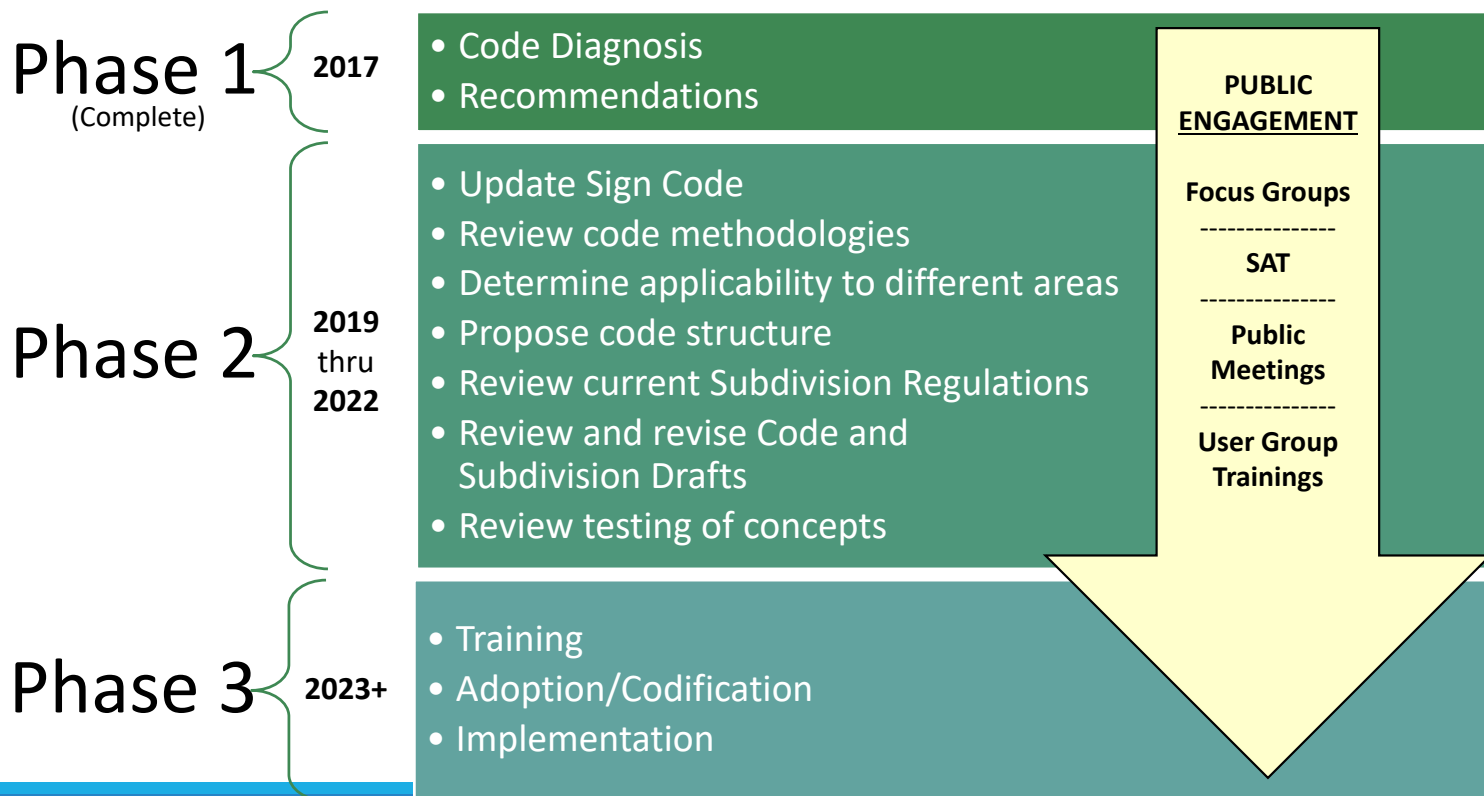 Phase 1
(Complete)
2017
• Code Diagnosis
• Recommendations
Phase 2
2019
thru
2022
• Update Sign Code
• Review code methodologies
• Determine applicability to different areas
• Propose code structure
• Review current Subdivision Regulations
• Review and revise Code and
Subdivision Drafts
• Review testing of concepts
Phase 3
2023+
• Training
• Adoption/Codification
• Implementation
PUBLIC
ENGAGEMENT
Focus Groups
---------------
SAT
---------------
Public
Meetings
---------------
User Group
Trainings